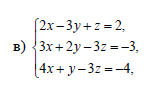 2x-3y+z=2,
в) 3x+2y-3z=-3,
4x+y-3z=-4,